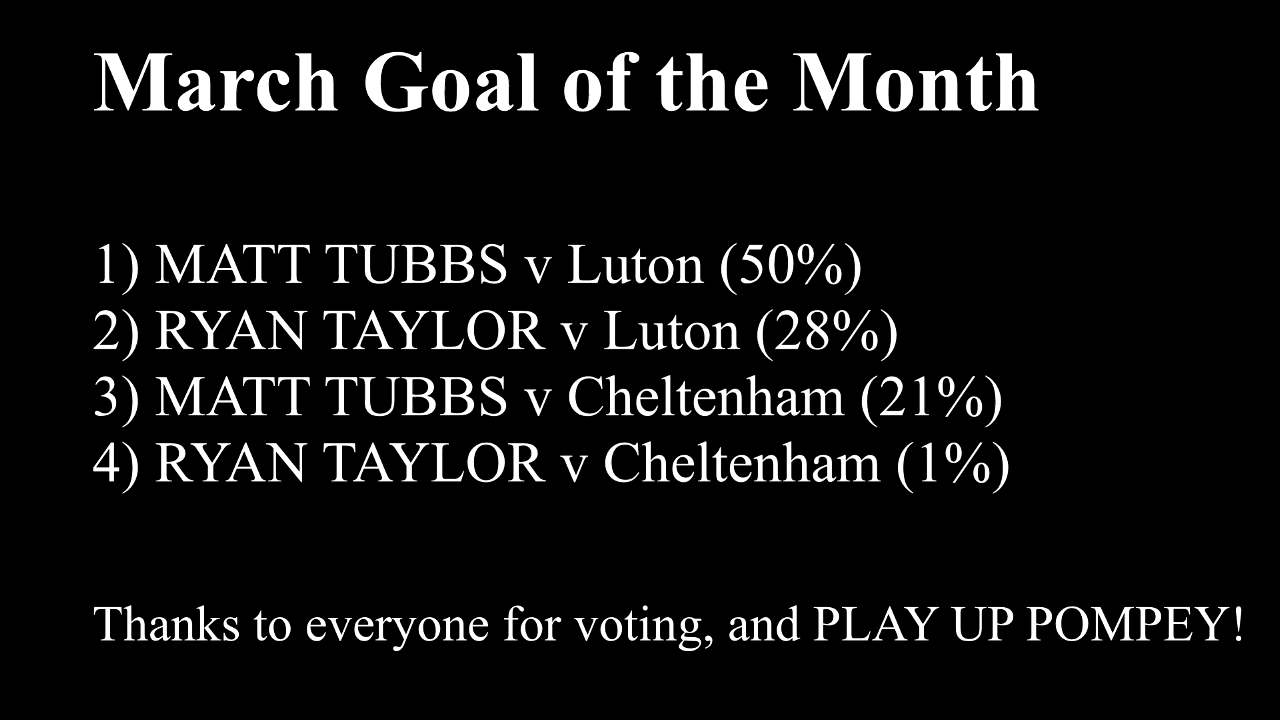 March Goal of the Month
1) MATT TUBBS v Luton (50%)
2) RYAN TAYLOR v Luton (28%)
3) MATT TUBBS v Cheltenham (21%)
4) RYAN TAYLOR v Cheltenham (1%)
Thanks to everyone for voting, and PLAY UP POMPEY!